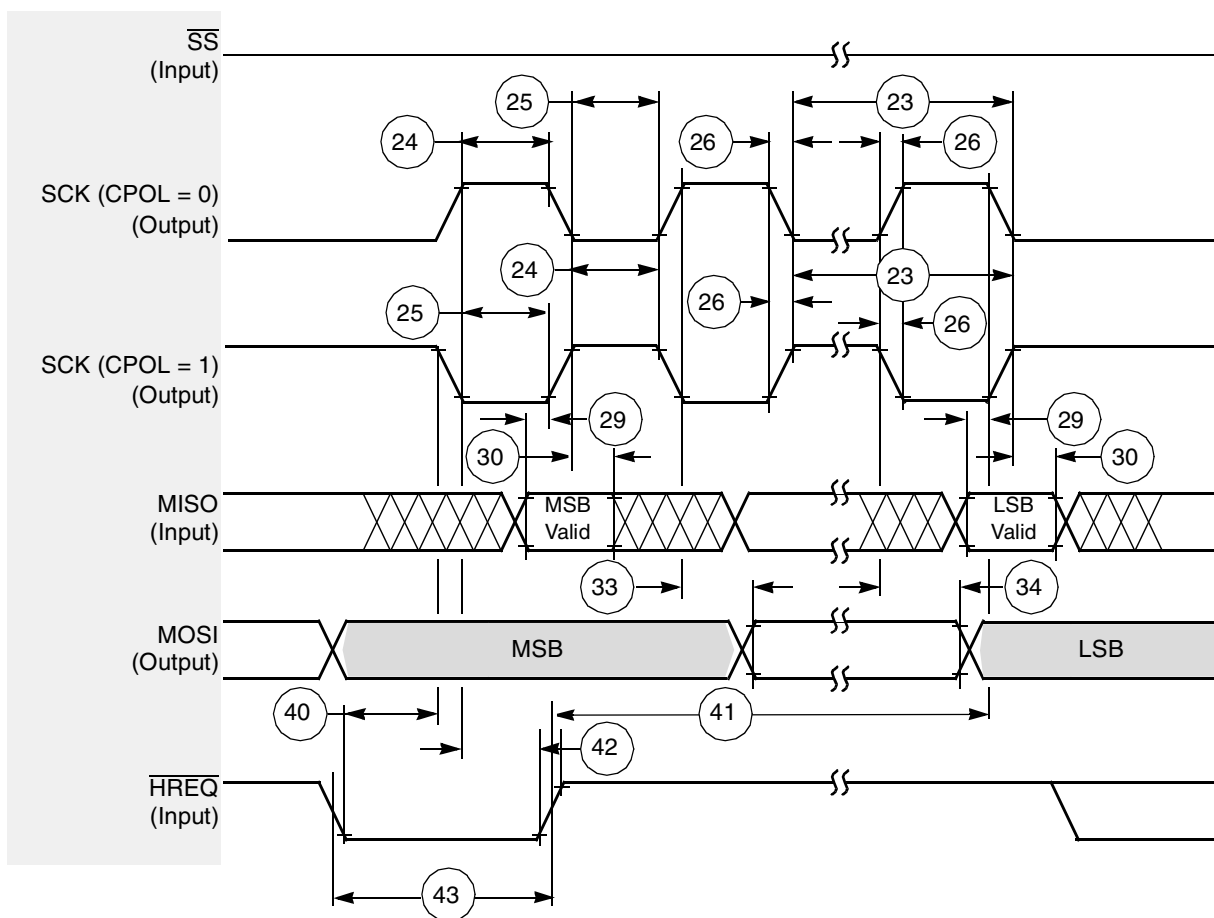 SS
(Input)
25
23
24
26
26
SCK (CPOL = 0)
(Output)
24
23
25
26
26
SCK (CPOL = 1)
(Output)
29
29
30
30
MISO
(Input)
MSB
Valid
LSB
Valid
33
34
MOSI
(Output)
MSB
LSB
40
41
42
HREQ
(Input)
43